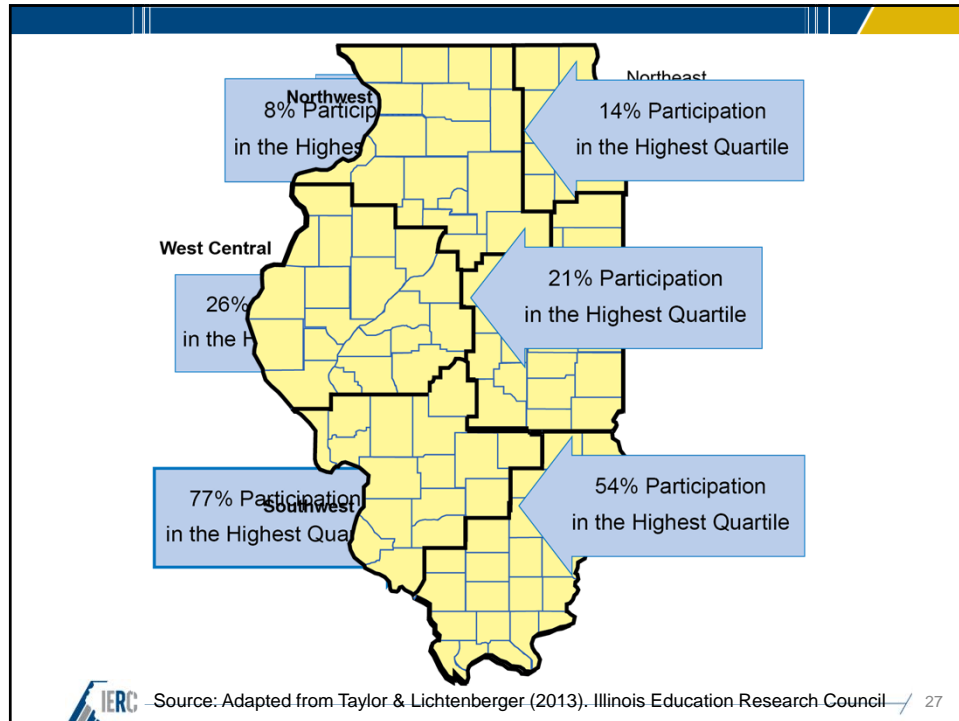 Northeast
Northwest
8% Particip
in the Highes
14% Participation
in the Highest Quartile
West Central
26%
in the H
21% Participation
in the Highest Quartile
77% Participation
in the Highest Qua
Southwest
54% Participation
in the Highest Quartile
IERC
Source: Adapted from Taylor & Lichtenberger (2013). Illinois Education Research Council
27